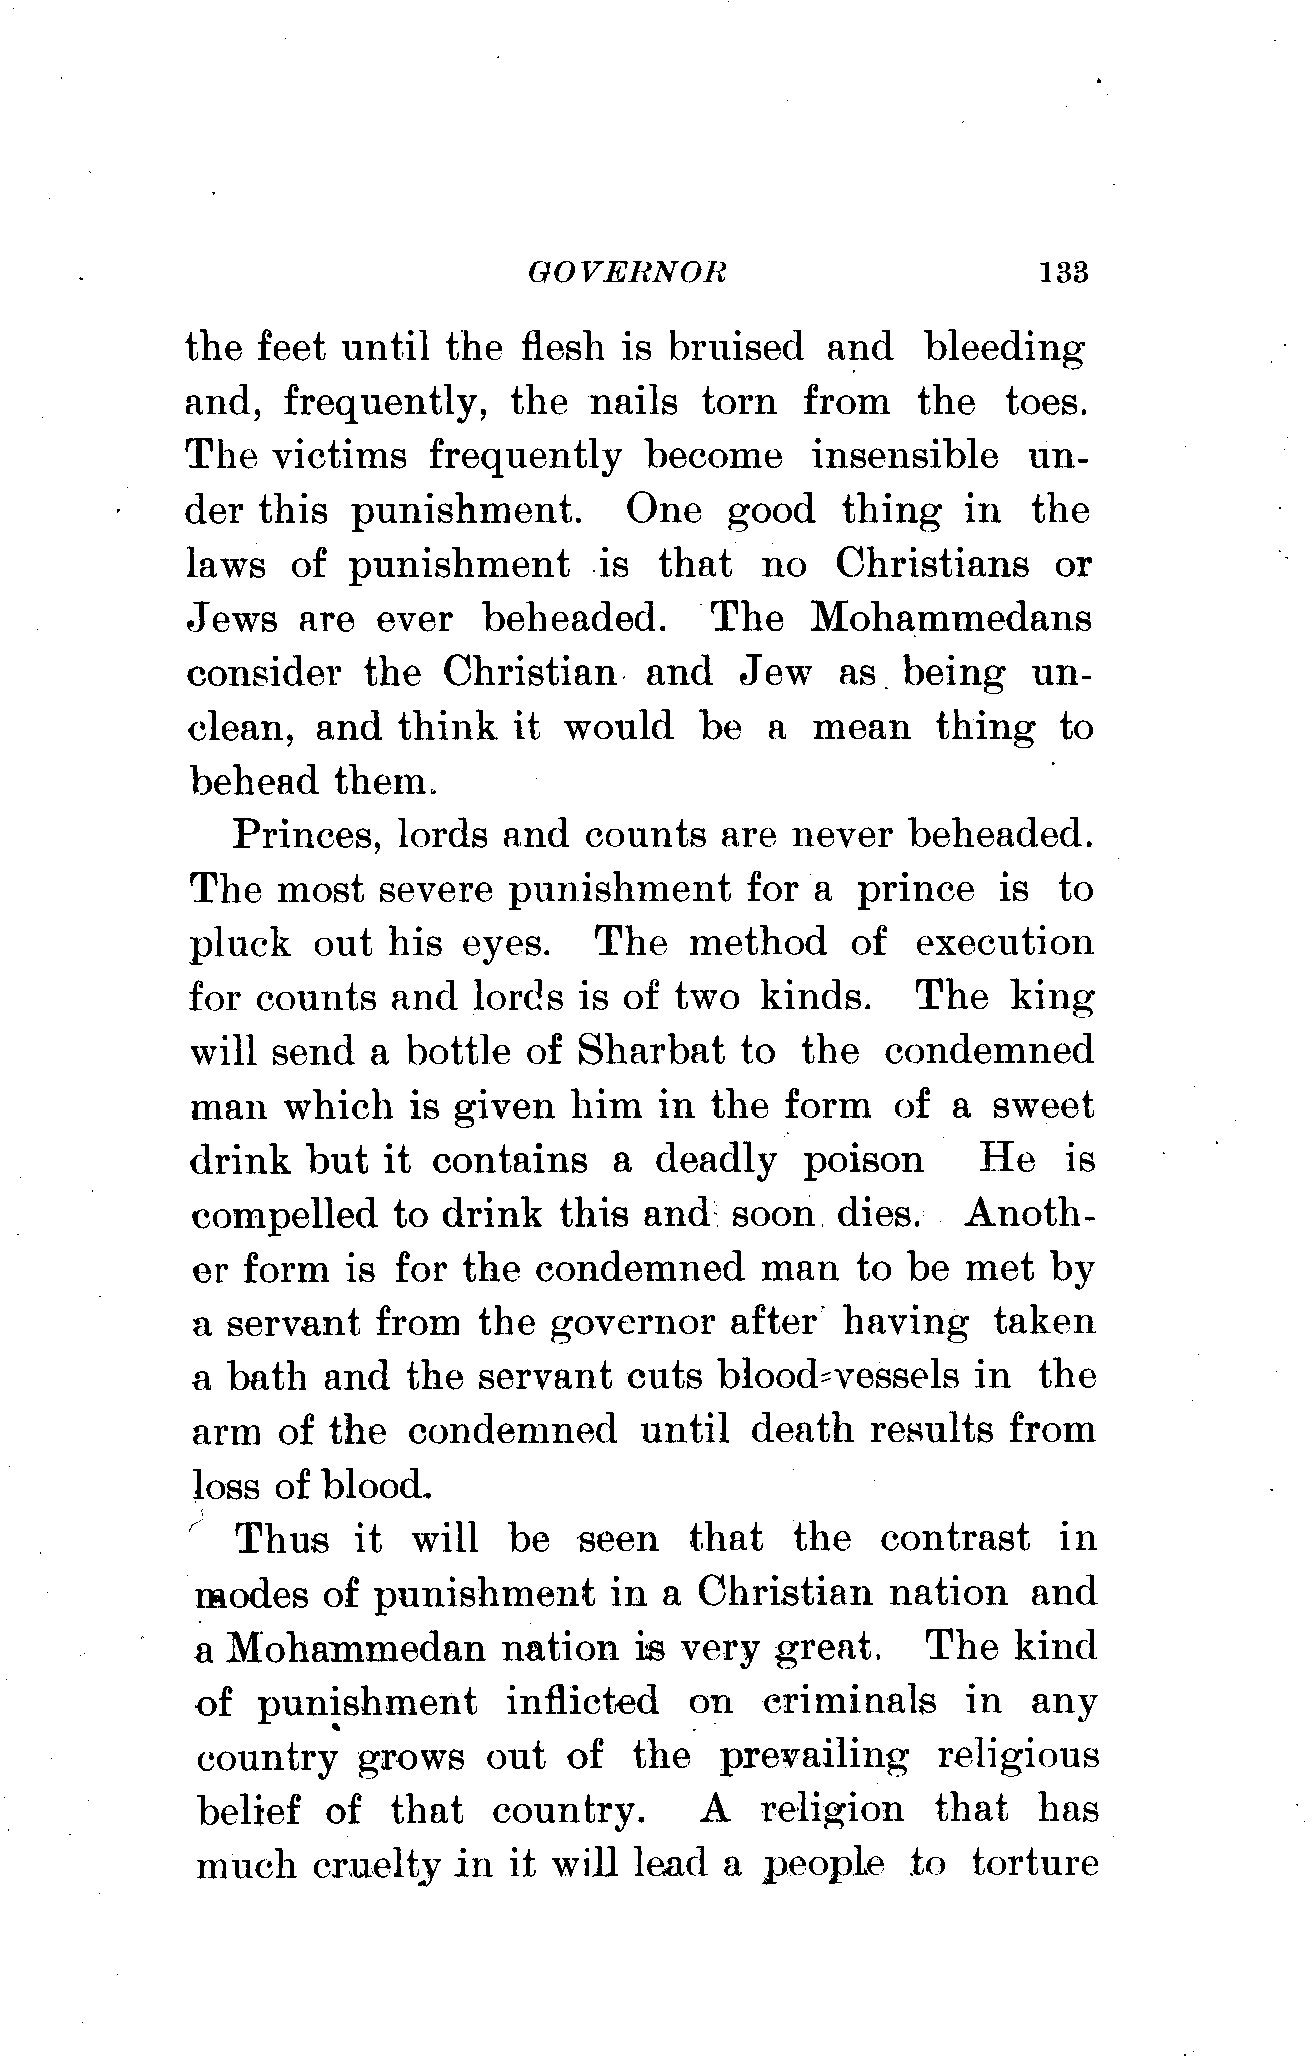 GOVERNOR 133
the feet until the flesh is bruised and bleeding
and, frequently, the nails torn from the toes.
The victims frequently become insensible un-
der this punishment. One good thing in the
laws of punishment is that no Christians or
Jews are ever beheaded. The Mohammedans
consider the Christian and Jew as being un-
clean, and think it would be a mean thing to
behead them.
Princes, lords and counts are never beheaded.
The most severe punishment for a prince is to
pluck out his eyes. The method of execution
for counts and lords is of two kinds. The king
will send a bottle of Sharbat to the condemned
man which is given him in the form of a sweet
drink but it contains a deadly poison He is
compelled to drink this and soon dies. Anoth-
er form is for the condemned man to be met by
a servant from the governor after having taken
a bath and the servant cuts blood-vessels in the
arm of the condemned until death results from
loss of blood.
Thus it will be seen that the contrast in
modes of punishment in a Christian nation and
a Mohammedan nation is very great. The kind
of punishment inflicted on criminals in any
country grows out of the prevailing religious
belief of that country. A religion that has
much cruelty in it will lead a people to torture